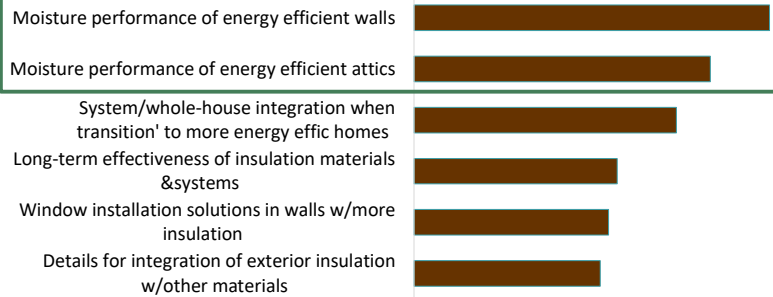 Moisture performance of energy efficient walls
Moisture performance of energy efficient attics
System/whole-house integration when
transition' to more energy effic homes
Long-term effectiveness of insulation materials
&systems
Window installation solutions in walls w/more
insulation
Details for integration of exterior insulation
w/other materials